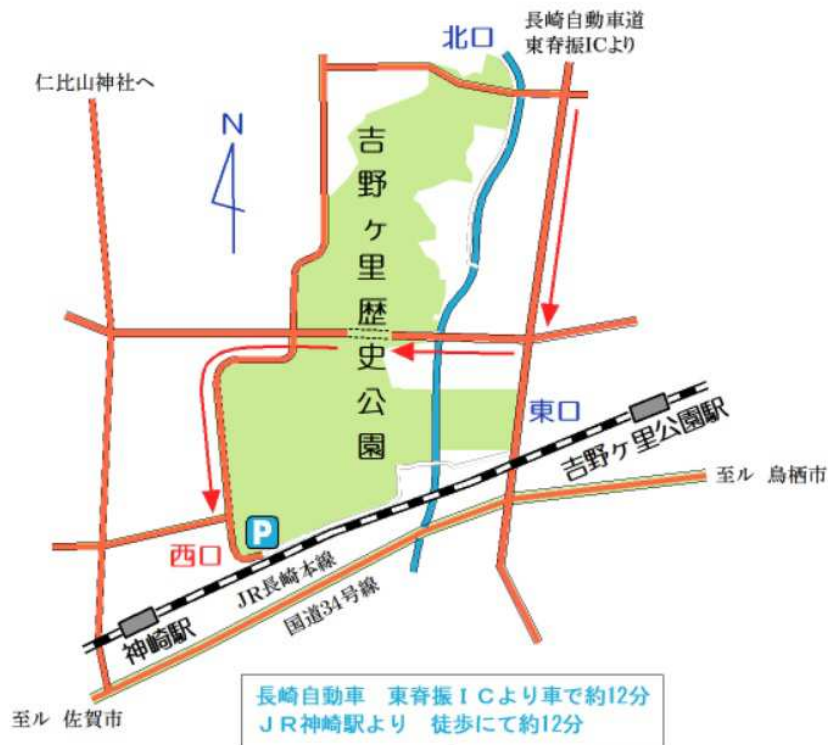 長崎自動車道
東脊振ICより
北口
仁比山神社へ
N
吉野ヶ里歴史公園
東口
吉野ヶ里公園駅
至ル 鳥栖市
P
西口
JR長崎本線
国道34号線
神崎駅
至ル 佐賀市
長崎自動車 東脊振ICより車で約12分
JR神崎駅より 徒歩にて約12分